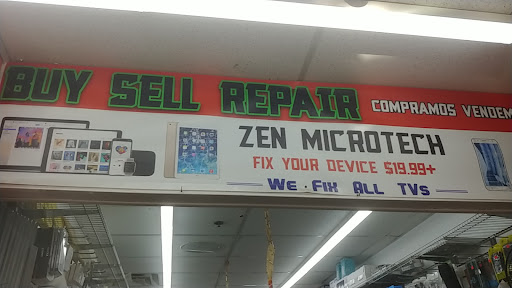 BUY SELL REPAIR COMPRAMOS VENDEM
ZEN MICROTECH
FIX YOUR DEVICE $19.99+
WE FIX ALL TVS